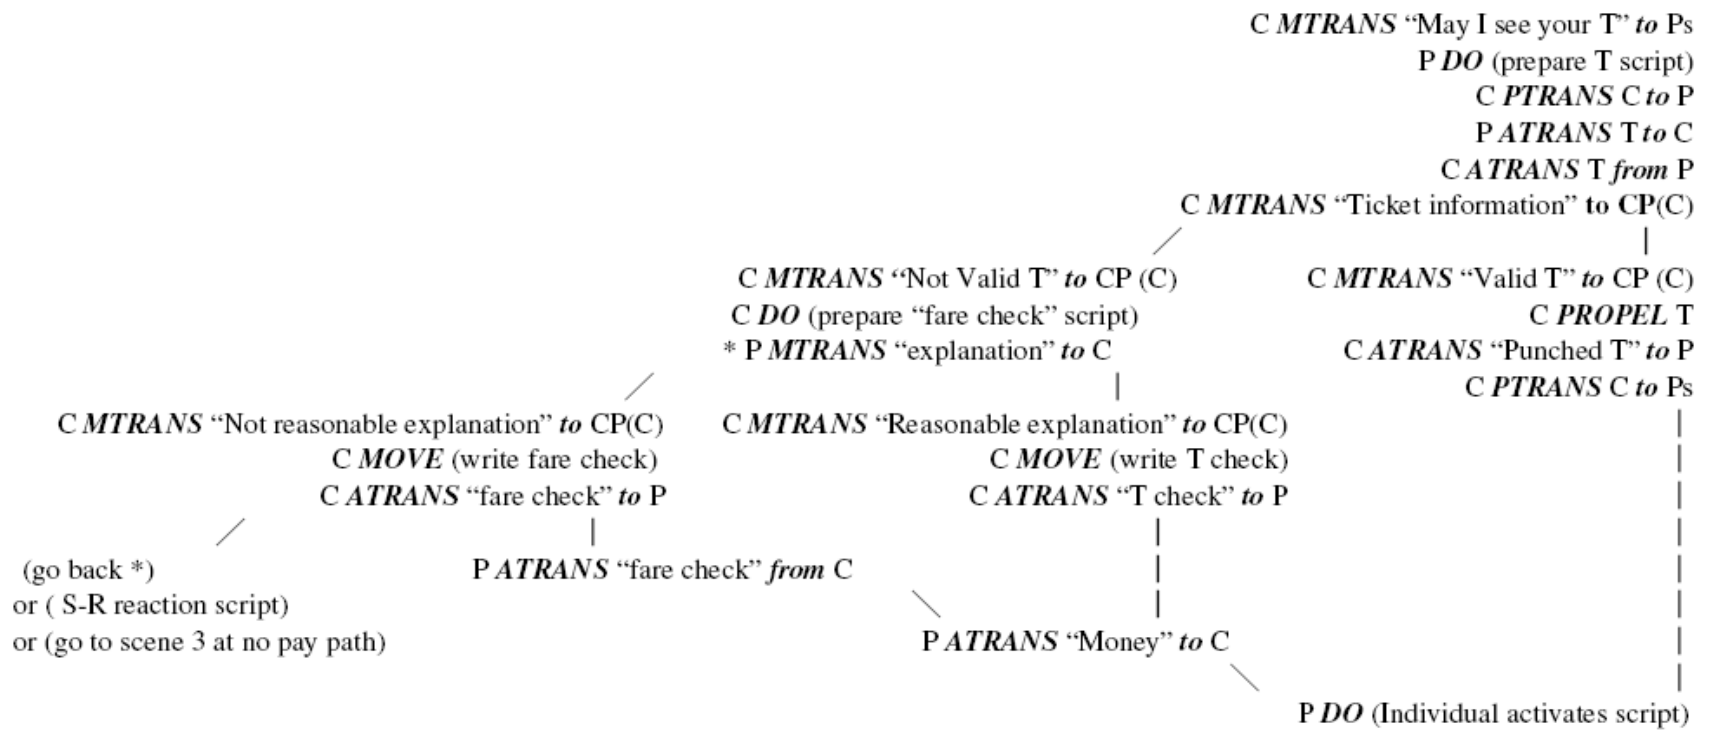 C MTRANS “May I see your T” to Ps
P DO (prepare T script)
C PTRANS C to P
P ATRANS T to C
C ATRANS T from P
C MTRANS “Ticket information” to CP(C)
C MTRANS “Not Valid T” to CP (C)
C MTRANS “Valid T” to CP (C)
C DO (prepare “fare check” script)
C PROPEL T
* P MTRANS “explanation” to C
C ATRANS “Punched T” to P
C PTRANS C to Ps
C MTRANS “Not reasonable explanation” to CP(C)
C MTRANS “Reasonable explanation” to CP(C)
C MOVE (write fare check)
C MOVE (write T check)
C ATRANS “fare check” to P
C ATRANS “T check” to P
(go back *)
P ATRANS “fare check” from C
or ( S-R reaction script)
or (go to scene 3 at no pay path)
P ATRANS “Money” to C
P DO (Individual activates script)